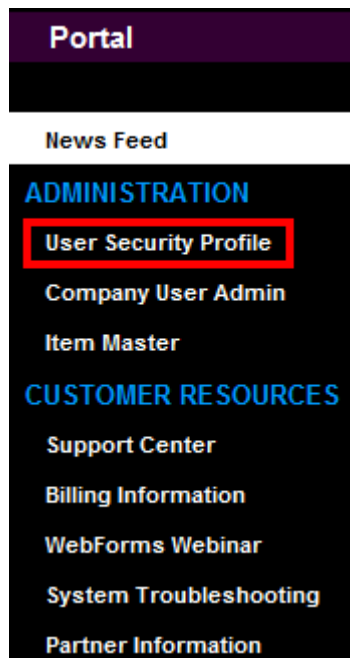 Portal
News Feed
ADMINISTRATION
User Security Profile
Company User Admin
Item Master
CUSTOMER RESOURCES
Support Center
Billing Information
WebForms Webinar
System Troubleshooting
Partner Information